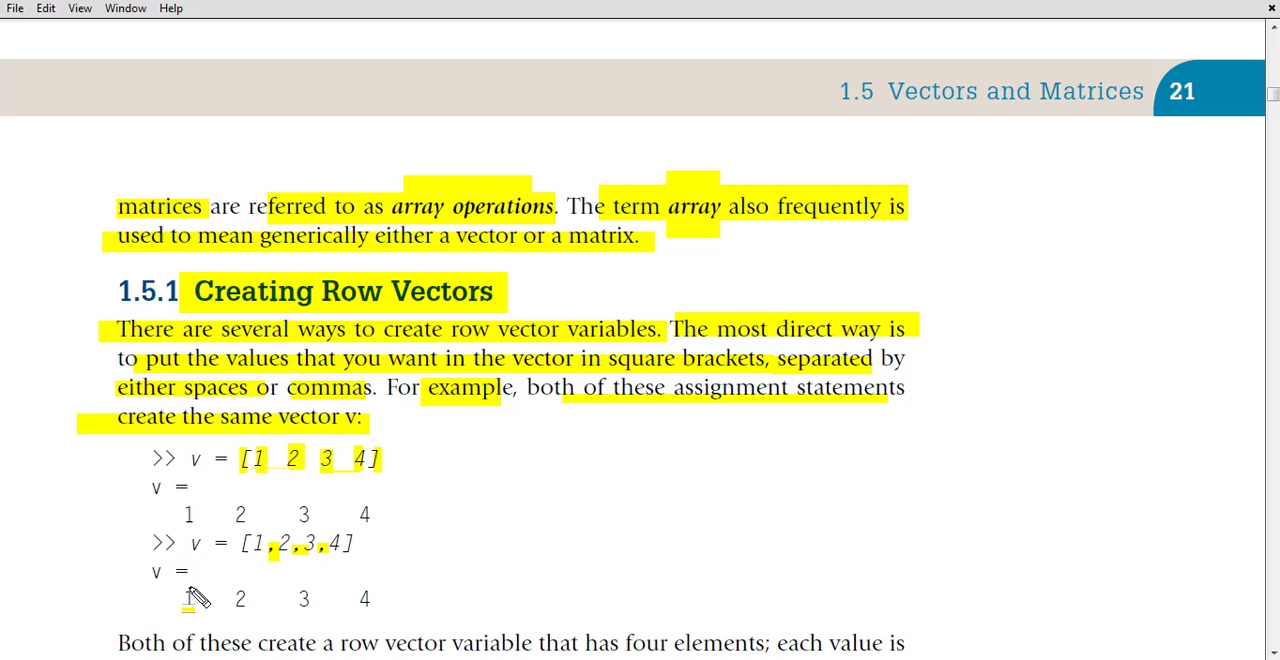 File Edit View Window Help
1.5 Vectors and Matrices 21
matrices are referred to as array operations. The term array also frequently is
used to mean generically either a vector or a matrix.
1.5.1 Creating Row Vectors
There are several ways to create row vector variables. The most direct way is
to put the values that you want in the vector in square brackets, separated by
either spaces or commas. For example, both of these assignment statements
create the same vector v:
>> v = [1 2 3 4]
v =
1 2 3 4
>> v = [1,2,3,4]
v =
1 2 3 4
Both of these create a row vector variable that has four elements; each value is